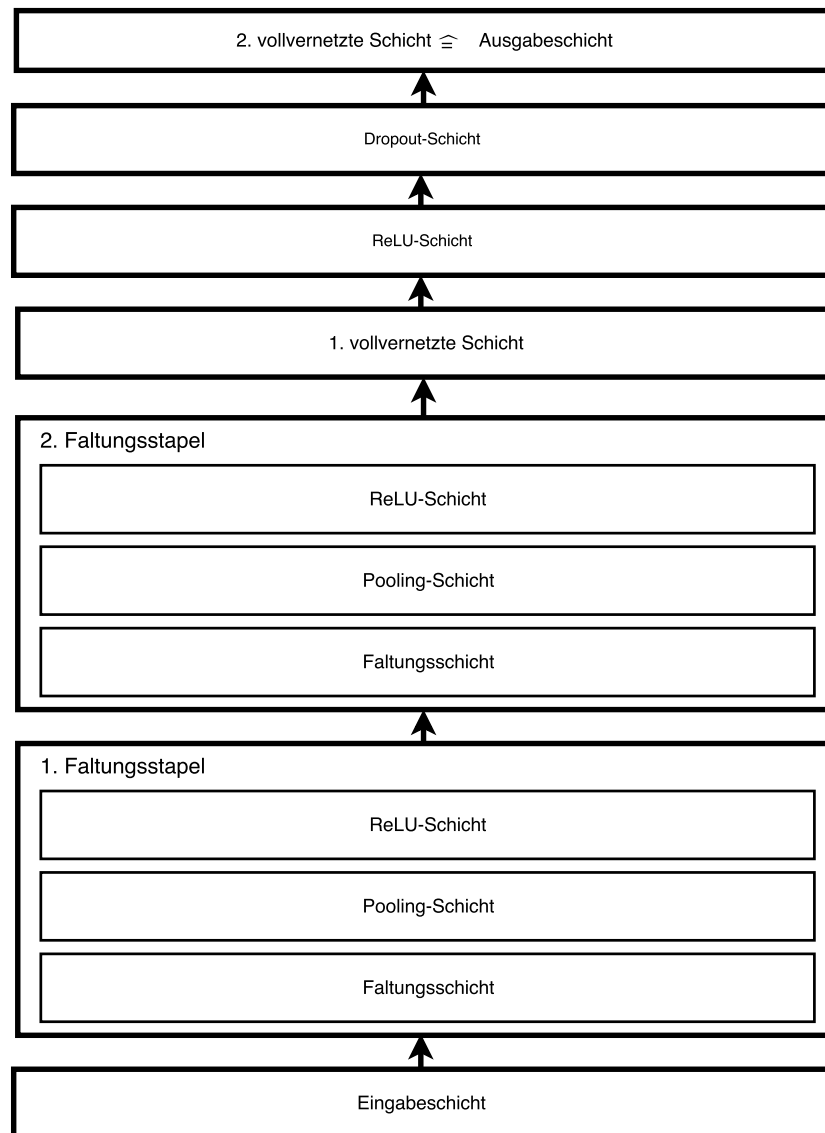 2. vollvernetzte Schicht ≙ Ausgabeschicht
Dropout-Schicht
ReLU-Schicht
1. vollvernetzte Schicht
2. Faltungsstapel
ReLU-Schicht
Pooling-Schicht
Faltungsschicht
1. Faltungsstapel
ReLU-Schicht
Pooling-Schicht
Faltungsschicht
Eingabeschicht